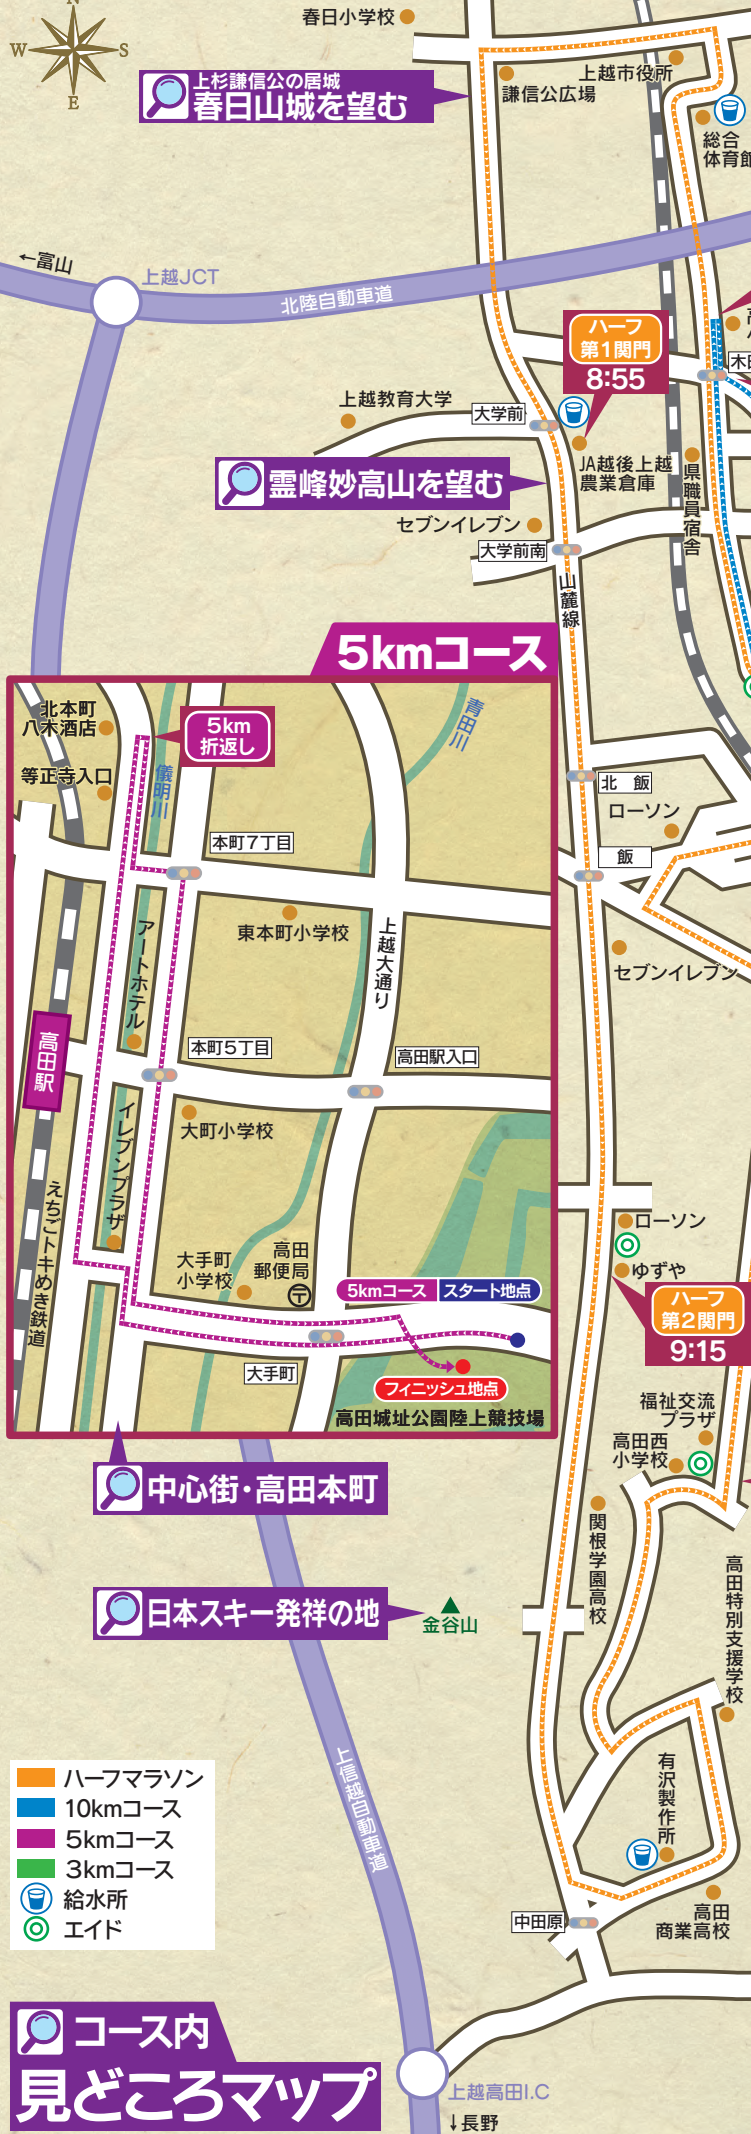 N
W
S
E
春日小学校
上杉謙信公の居城
春日山城を望む
謙信公広場
上越市役所
総合
体育館
←富山
上越JCT
北陸自動車道
ハーフ
第1関門
8:55
上越教育大学
大学前
JA越後上越
農業倉庫
県職員宿舎
霊峰妙高山を望む
セブンイレブン
大学前南
山麓線
5kmコース
北本町
八木酒店
等正寺入口
5km
折返し
儀明川
青田川
本町7丁目
東本町小学校
アートホテル
上越大通り
本町5丁目
高田駅入口
高田駅
大町小学校
イレブンプラザ
えちごトキめき鉄道
大手町
小学校
高田
郵便局
〒
5kmコース
スタート地点
大手町
フィニッシュ地点
高田城址公園陸上競技場
北 飯
ローソン
飯
セブンイレブン
ローソン
ゆずや
ハーフ
第2関門
9:15
福祉交流
プラザ
高田西
小学校
中心街・高田本町
日本スキー発祥の地
金谷山
関根学園高校
高田特別支援学校
有沢製作所
高田
商業高校
中田原
上信越自動車道
ハーフマラソン
10kmコース
5kmコース
3kmコース
給水所
エイド
コース内
見どころマップ
上越高田I.C
↓長野